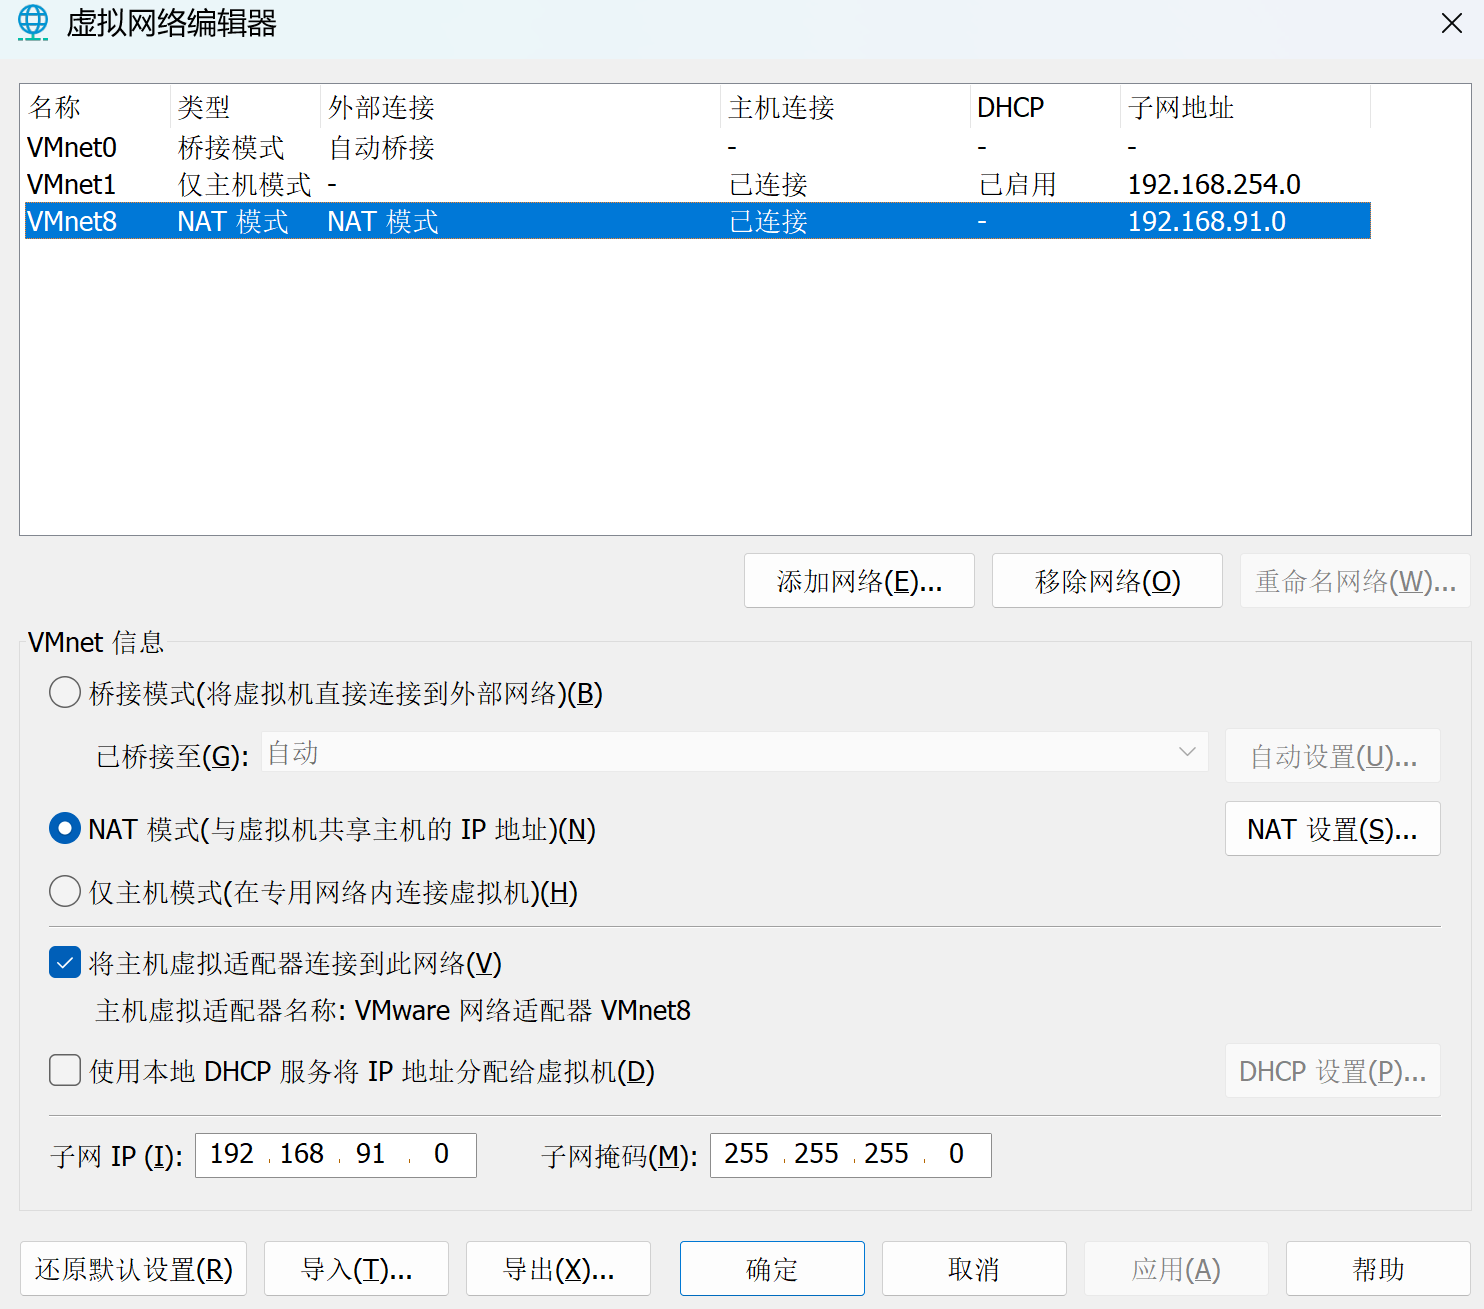 虚拟网络编辑器
名称 类型 外部连接 主机连接 DHCP 子网地址
VMnet0 桥接模式 自动桥接 - - -
VMnet1 仅主机模式 - 已连接 已启用 192.168.254.0
VMnet8 NAT 模式 NAT 模式 已连接 - 192.168.91.0
添加网络(E)... 移除网络(O) 重命名网络(W)...
VMnet 信息
桥接模式(将虚拟机直接连接到外部网络)(B)
已桥接至(G): 自动 自动设置(U)...
NAT 模式(与虚拟机共享主机的 IP 地址)(N) NAT 设置(S)...
仅主机模式(在专用网络内连接虚拟机)(H)
将主机虚拟适配器连接到此网络(V)
主机虚拟适配器名称: VMware 网络适配器 VMnet8
使用本地 DHCP 服务将 IP 地址分配给虚拟机(D) DHCP 设置(P)...
子网 IP (I): 192 . 168 . 91 . 0 子网掩码(M): 255 . 255 . 255 . 0
还原默认设置(R) 导入(T)... 导出(X)... 确定 取消 应用(A) 帮助